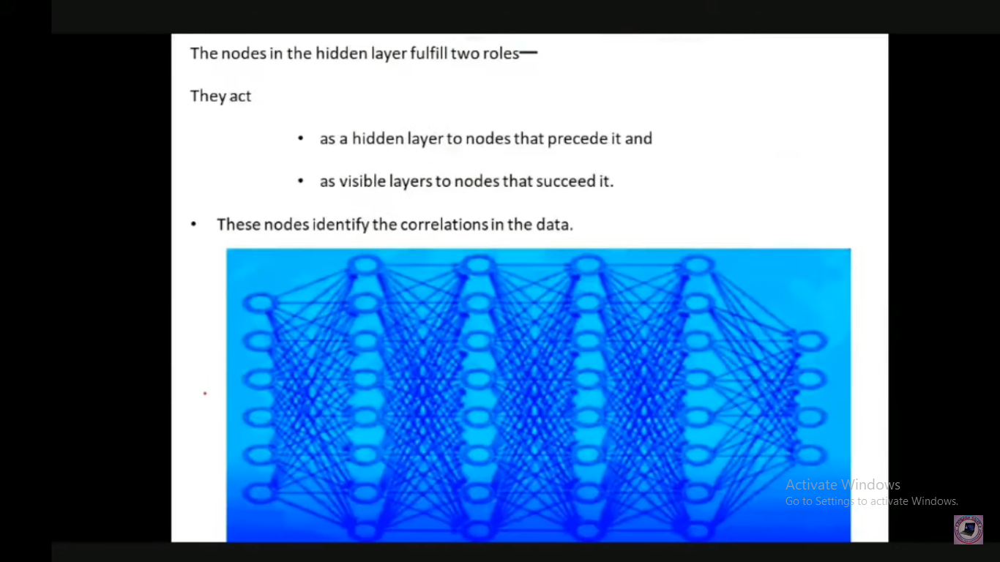 The nodes in the hidden layer fulfill two roles—
They act
• as a hidden layer to nodes that precede it and
• as visible layers to nodes that succeed it.
• These nodes identify the correlations in the data.
Activate Windows
Go to Settings to activate Windows.